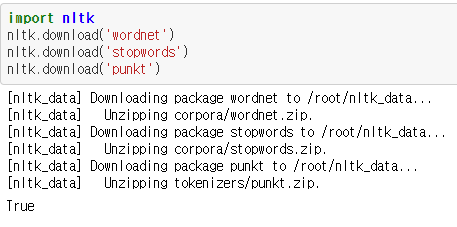 import nltk
nltk.download('wordnet')
nltk.download('stopwords')
nltk.download('punkt')
[nltk_data] Downloading package wordnet to /root/nltk_data...
[nltk_data]   Unzipping corpora/wordnet.zip.
[nltk_data] Downloading package stopwords to /root/nltk_data...
[nltk_data]   Unzipping corpora/stopwords.zip.
[nltk_data] Downloading package punkt to /root/nltk_data...
[nltk_data]   Unzipping tokenizers/punkt.zip.
True